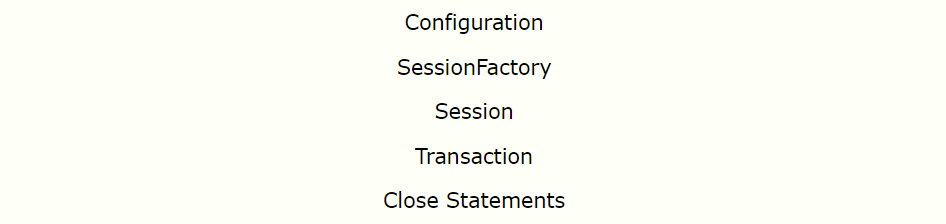 Configuration
SessionFactory
Session
Transaction
Close Statements